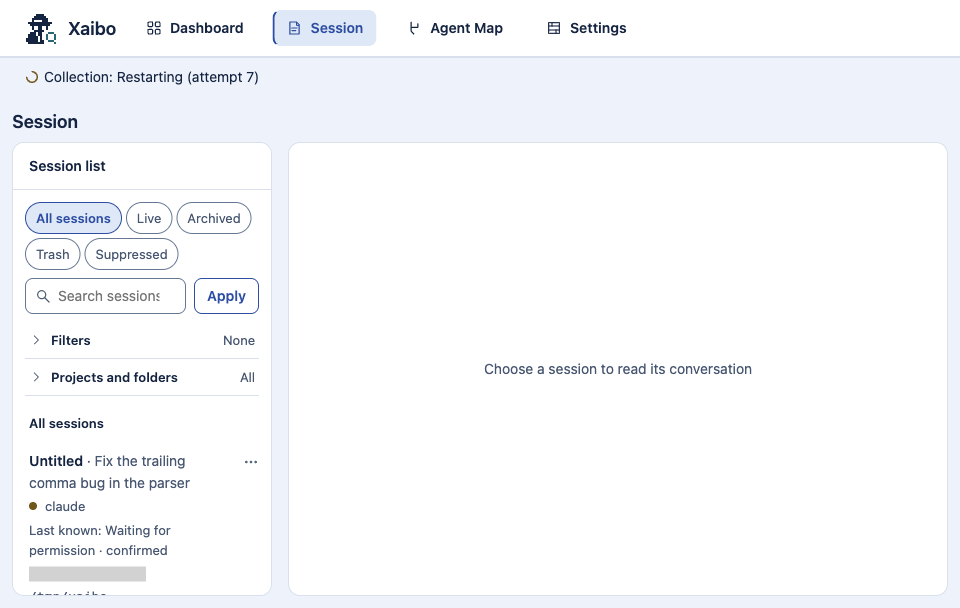 Xaibo
Dashboard
Session
Agent Map
Settings
Collection: Restarting (attempt 7)
Session
Session list
All sessions
Live
Archived
Trash
Suppressed
Search sessions
Apply
Filters
None
Projects and folders
All
All sessions
Untitled · Fix the trailing
comma bug in the parser
claude
Last known: Waiting for
permission · confirmed
Choose a session to read its conversation